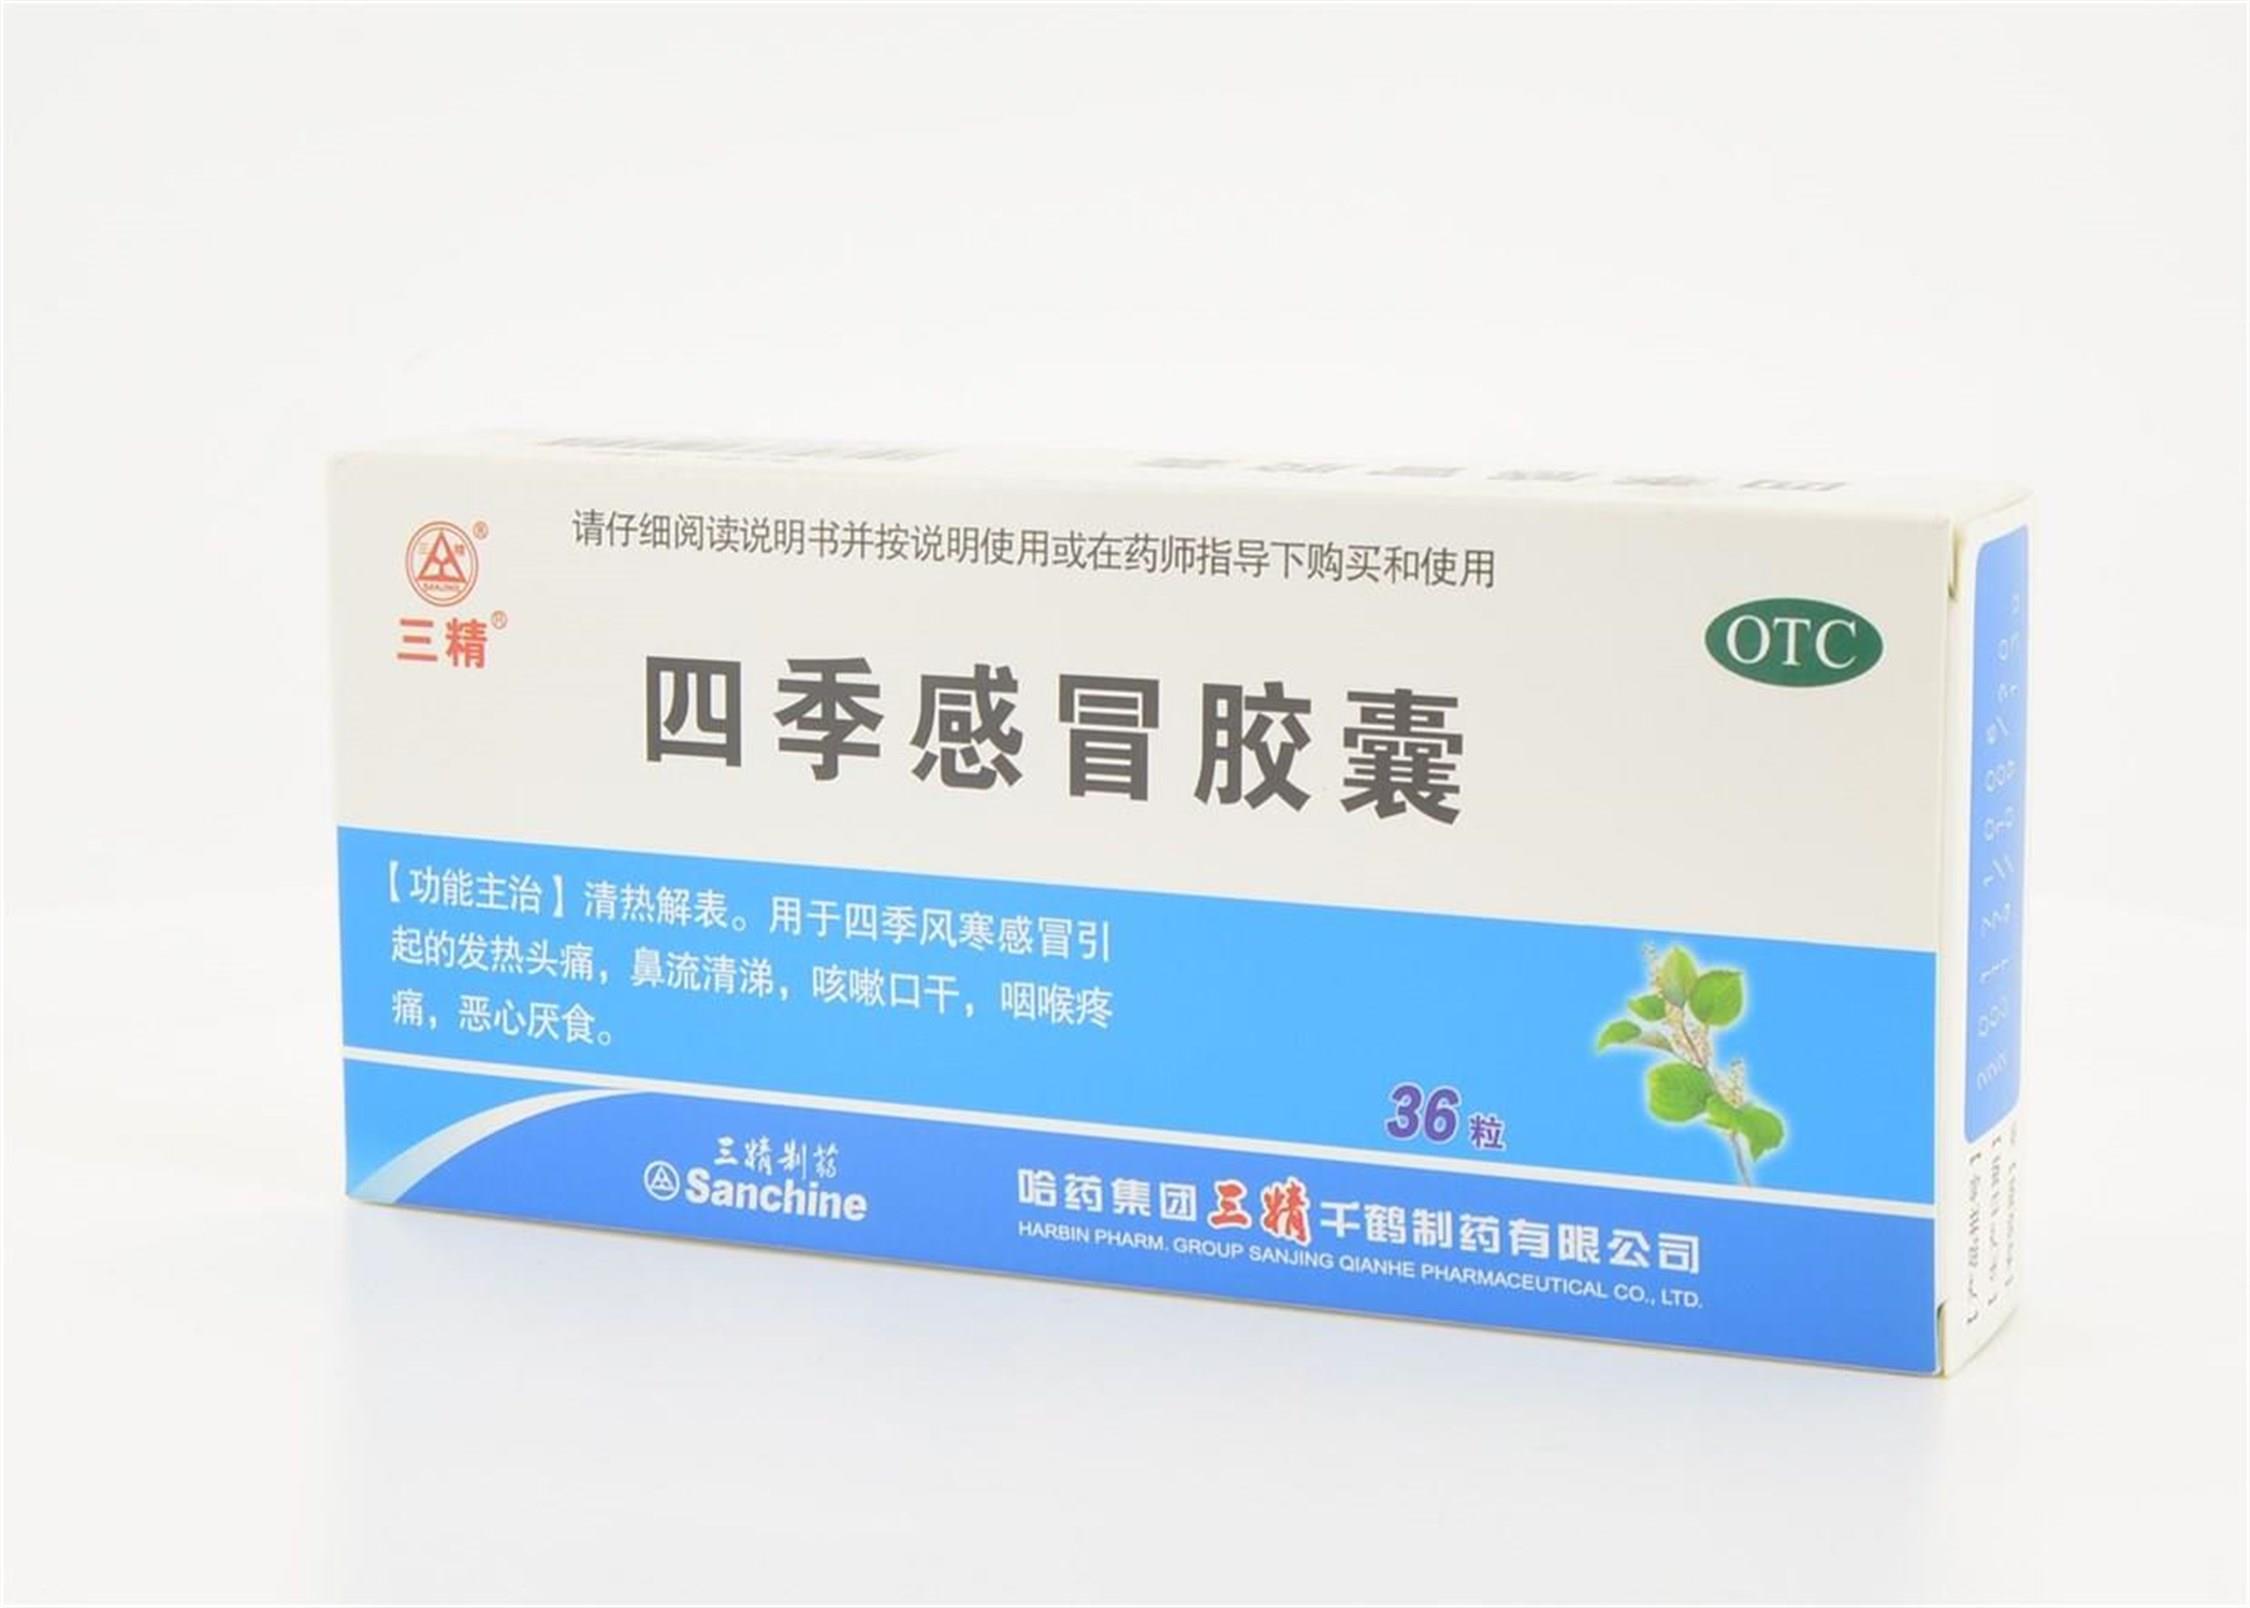 三精
SANJING
三精
请仔细阅读说明书并按说明使用或在药师指导下购买和使用
OTC
四季感冒胶囊
【功能主治】清热解表。用于四季风寒感冒引
起的发热头痛，鼻流清涕，咳嗽口干，咽喉疼
痛，恶心厌食。
36粒
三精制药
Sanchine
哈药集团三精千鹤制药有限公司
HARBIN PHARM. GROUP SANJING QIANHE PHARMACEUTICAL CO., LTD.